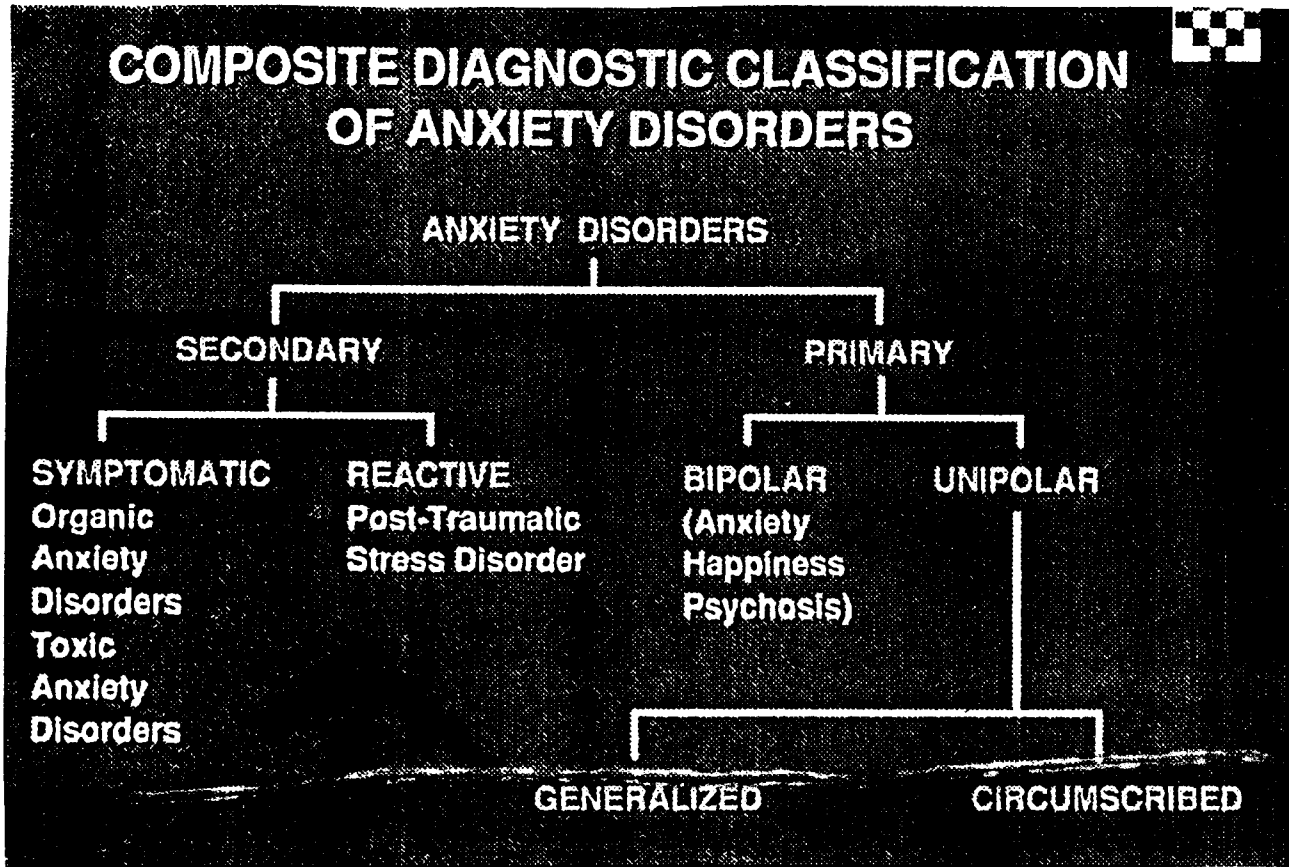 COMPOSITE DIAGNOSTIC CLASSIFICATION
OF ANXIETY DISORDERS
ANXIETY DISORDERS
SECONDARY
PRIMARY
SYMPTOMATIC
Organic
Anxiety
Disorders
Toxic
Anxiety
Disorders
REACTIVE
Post-Traumatic
Stress Disorder
BIPOLAR
(Anxiety
Happiness
Psychosis)
UNIPOLAR
GENERALIZED
CIRCUMSCRIBED